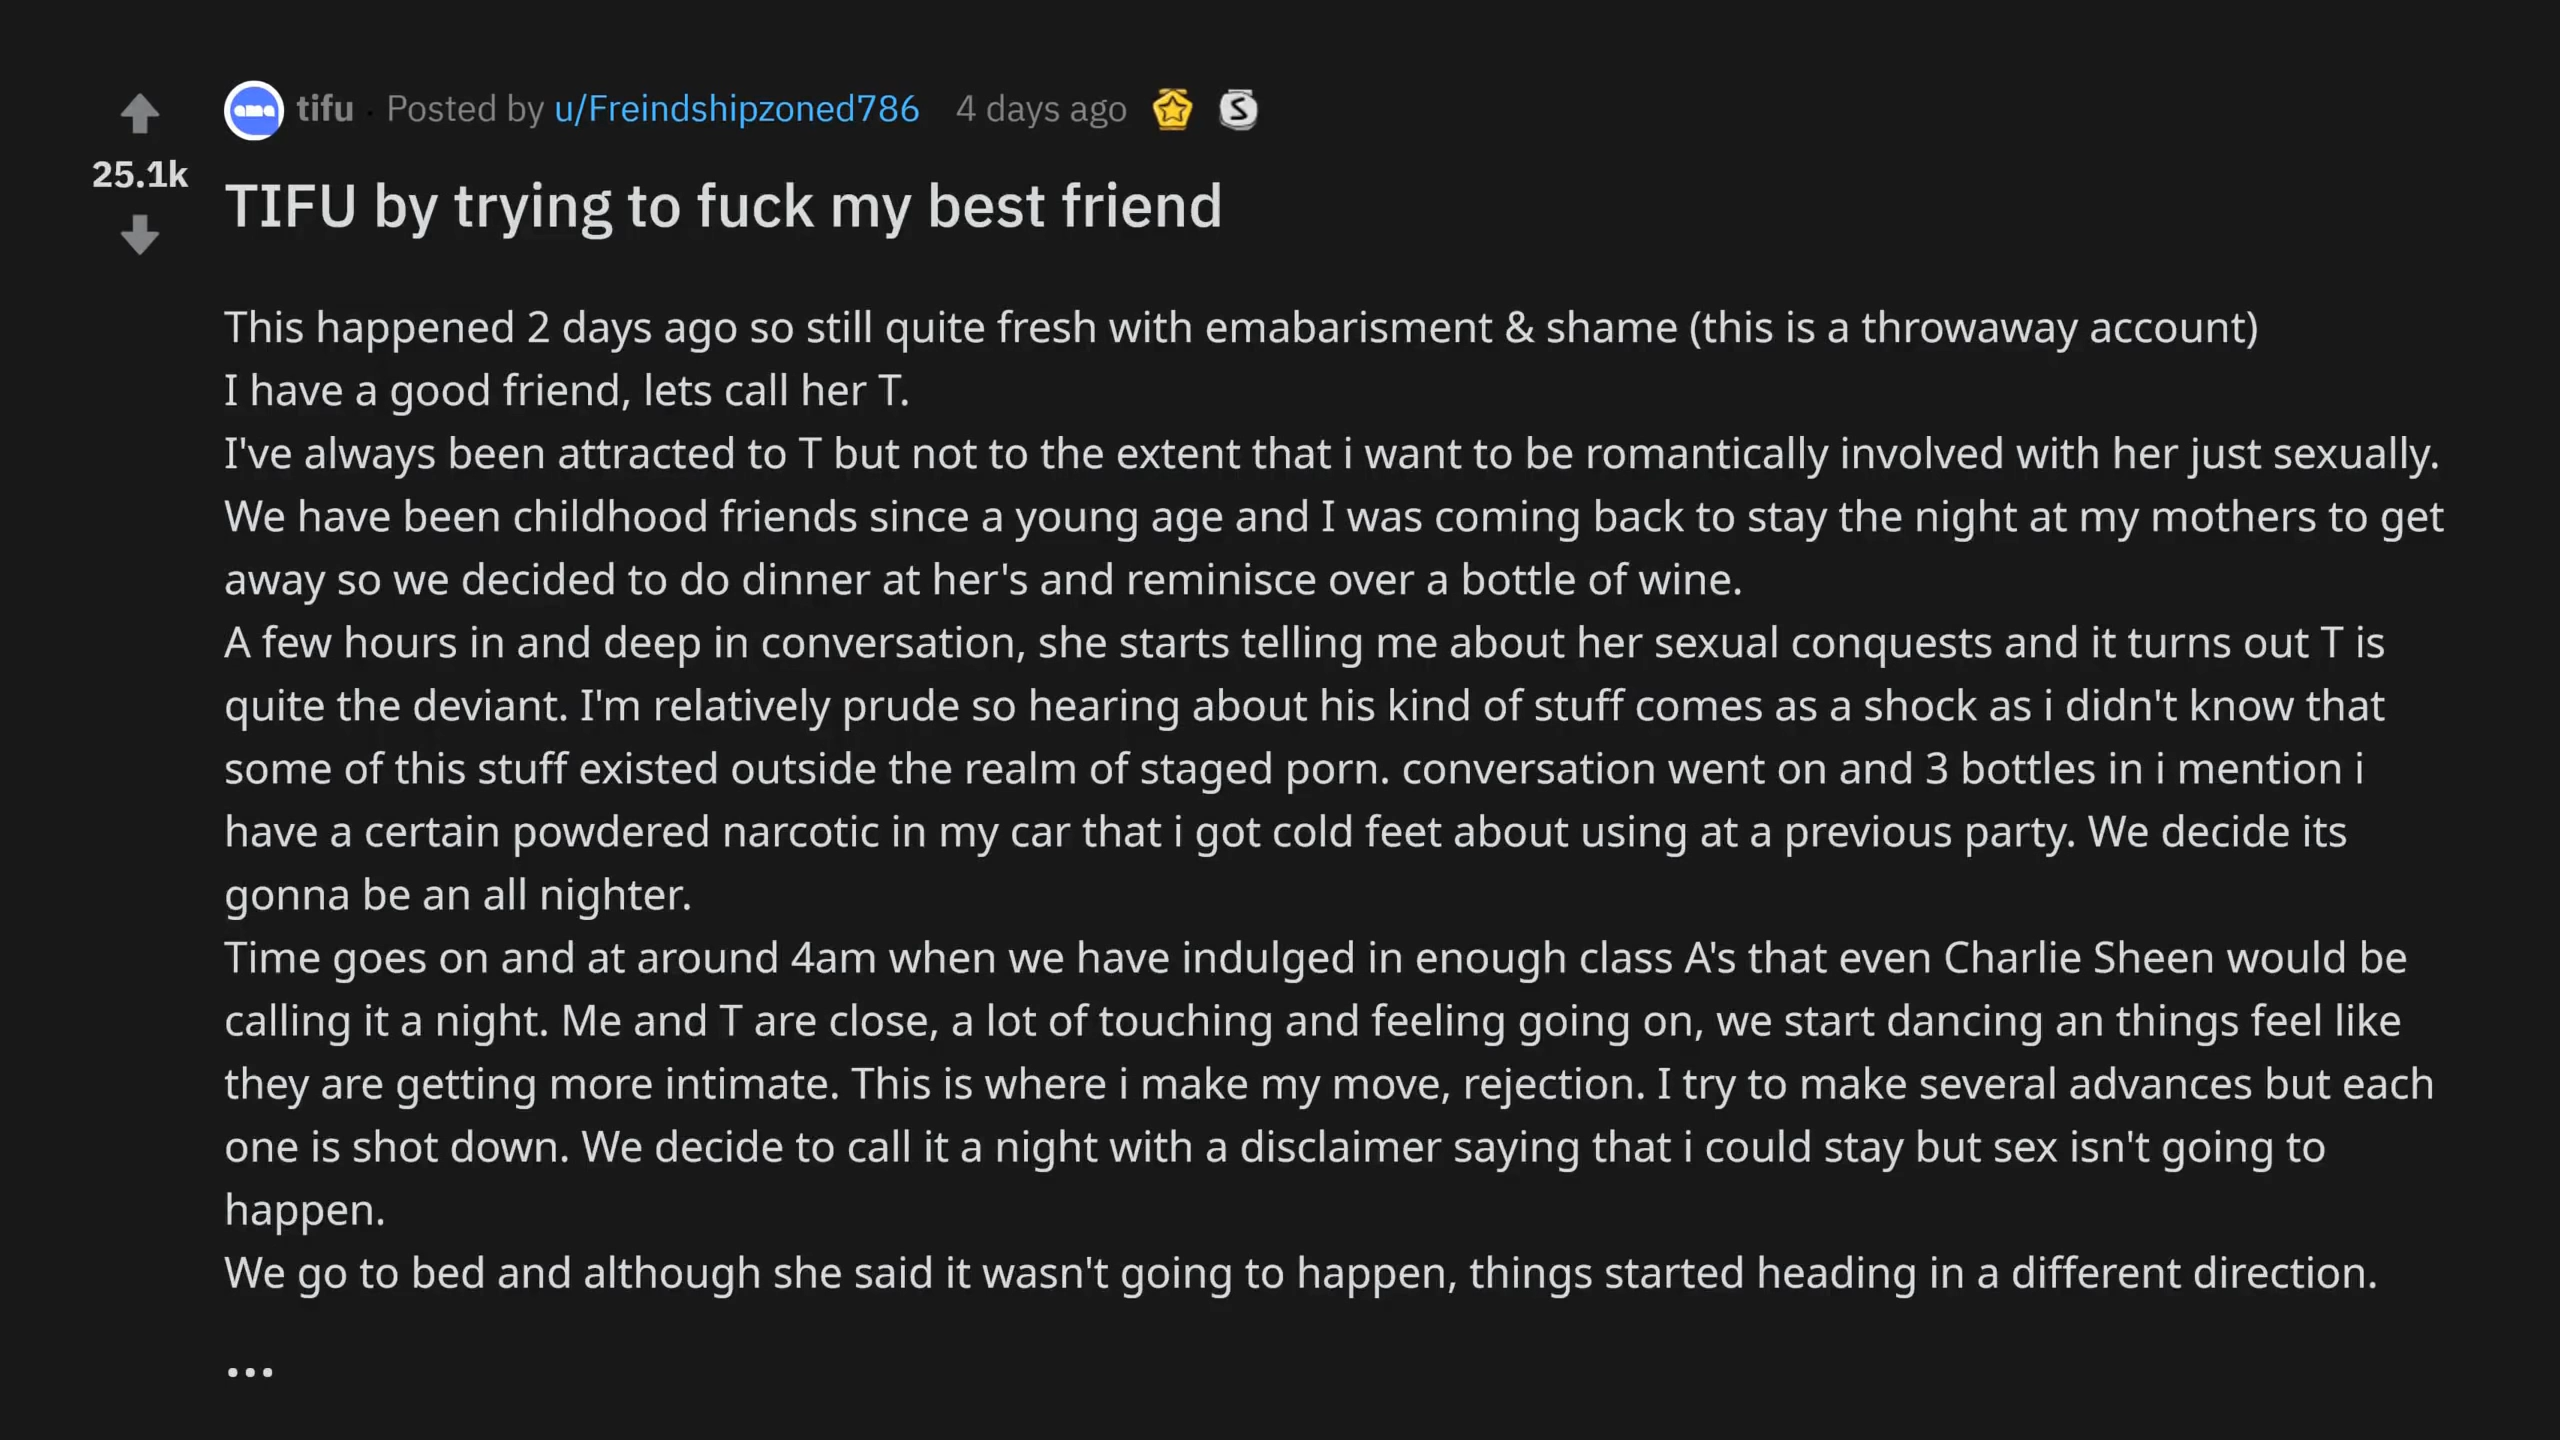 tifu · Posted by u/Freindshipzoned786 4 days ago
25.1k
TIFU by trying to fuck my best friend
This happened 2 days ago so still quite fresh with emabarisment & shame (this is a throwaway account)
I have a good friend, lets call her T.
I've always been attracted to T but not to the extent that i want to be romantically involved with her just sexually.
We have been childhood friends since a young age and I was coming back to stay the night at my mothers to get
away so we decided to do dinner at her's and reminisce over a bottle of wine.
A few hours in and deep in conversation, she starts telling me about her sexual conquests and it turns out T is
quite the deviant. I'm relatively prude so hearing about his kind of stuff comes as a shock as i didn't know that
some of this stuff existed outside the realm of staged porn. conversation went on and 3 bottles in i mention i
have a certain powdered narcotic in my car that i got cold feet about using at a previous party. We decide its
gonna be an all nighter.
Time goes on and at around 4am when we have indulged in enough class A's that even Charlie Sheen would be
calling it a night. Me and T are close, a lot of touching and feeling going on, we start dancing an things feel like
they are getting more intimate. This is where i make my move, rejection. I try to make several advances but each
one is shot down. We decide to call it a night with a disclaimer saying that i could stay but sex isn't going to
happen.
We go to bed and although she said it wasn't going to happen, things started heading in a different direction.
...